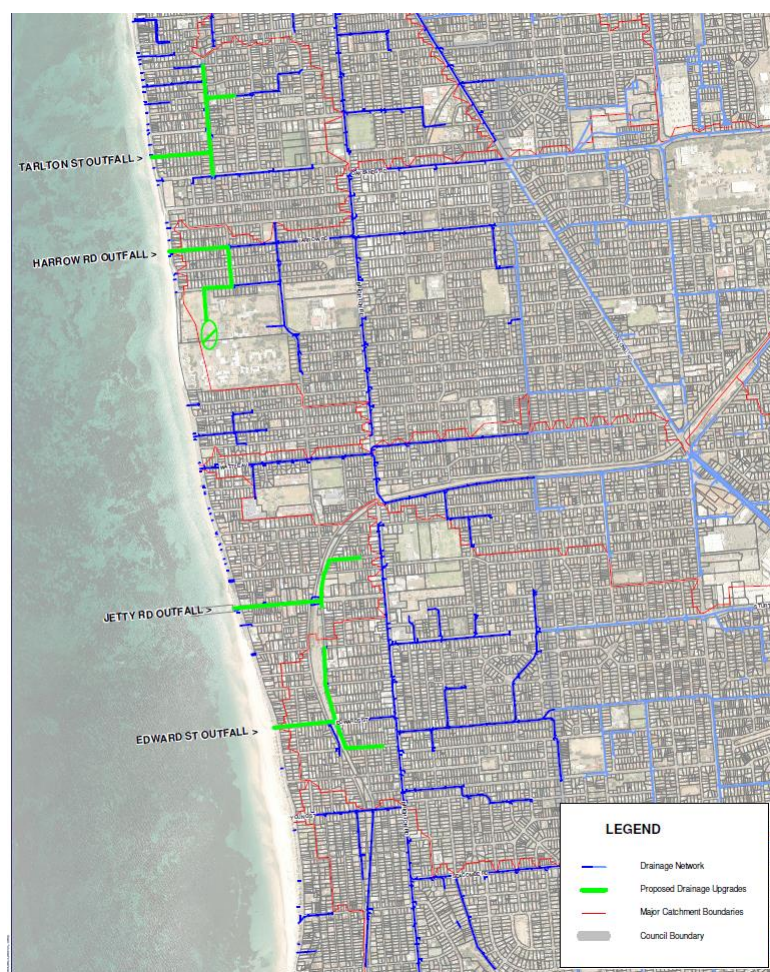 TARLTON ST OUTFALL >
HARROW RD OUTFALL >
JETTY RD OUTFALL >
EDWARD ST OUTFALL >
LEGEND
Drainage Network
Proposed Drainage Upgrades
Major Catchment Boundaries
Council Boundary